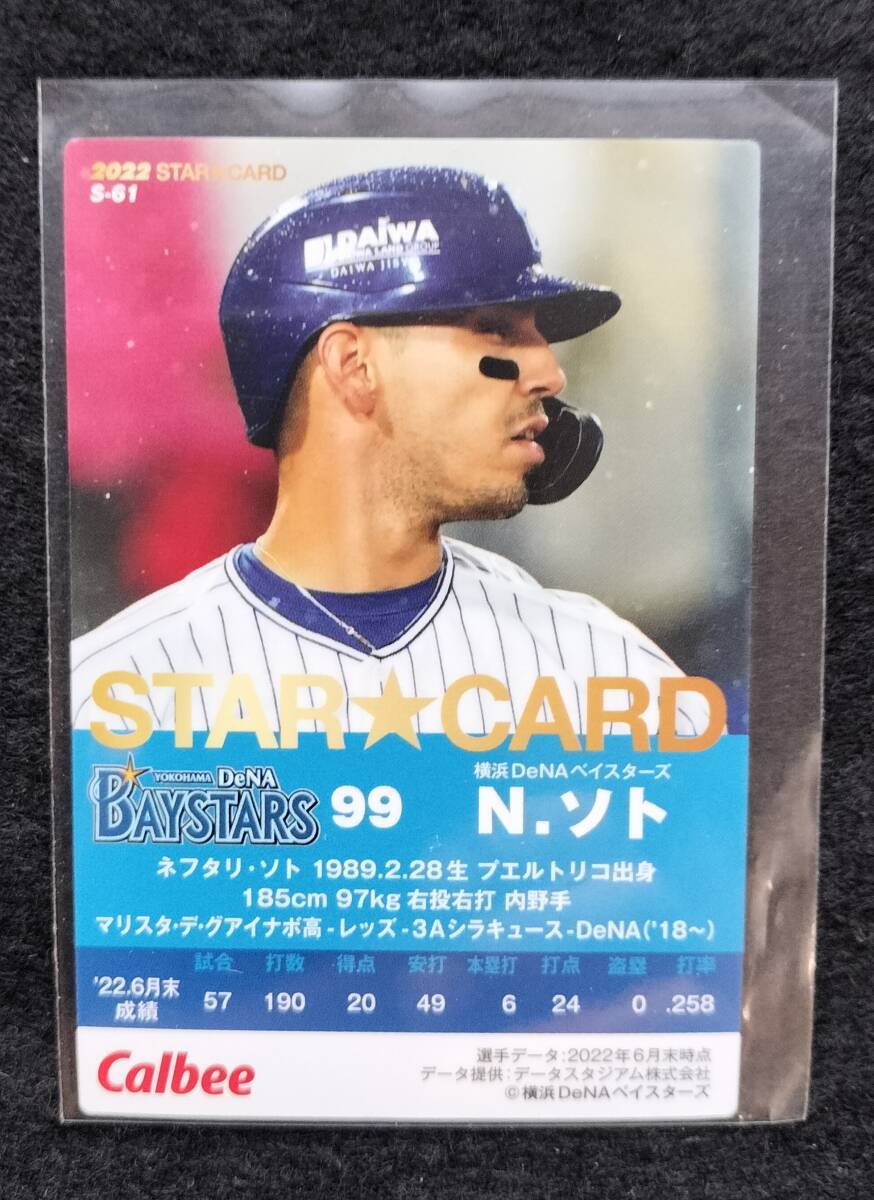 2022 STAR★CARD
S-61
DAIWA
DAIWA JIS
STAR★CARD
YOKOHAMA DeNA
BAYSTARS
99
横浜DeNAベイスターズ
N.ソト
ネフタリ・ソト 1989.2.28生 プエルトリコ出身
185cm 97kg 右投右打 内野手
マリスタ・デ・グアイナボ高-レッズ-3Aシラキュース-DeNA('18~)
試合 打数 得点 安打 本塁打 打点 盗塁 打率
'22.6月末
成績
57 190 20 49 6 24 0 .258
Calbee
選手データ:2022年6月末時点
データ提供:データスタジアム株式会社
©横浜DeNAベイスターズ